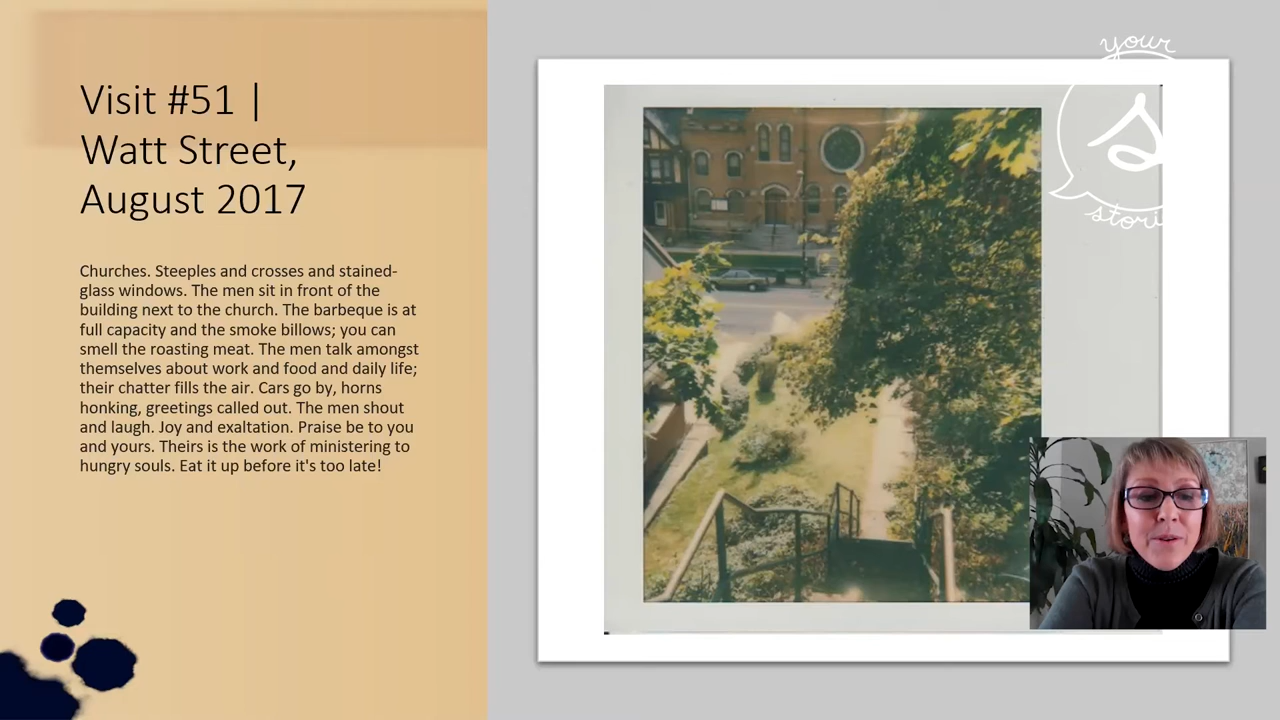 Visit #51 |
Watt Street,
August 2017
Churches. Steeples and crosses and stained-
glass windows. The men sit in front of the
building next to the church. The barbeque is at
full capacity and the smoke billows; you can
smell the roasting meat. The men talk amongst
themselves about work and food and daily life;
their chatter fills the air. Cars go by, horns
honking, greetings called out. The men shout
and laugh. Joy and exaltation. Praise be to you
and yours. Theirs is the work of ministering to
hungry souls. Eat it up before it's too late!
your
S
stori